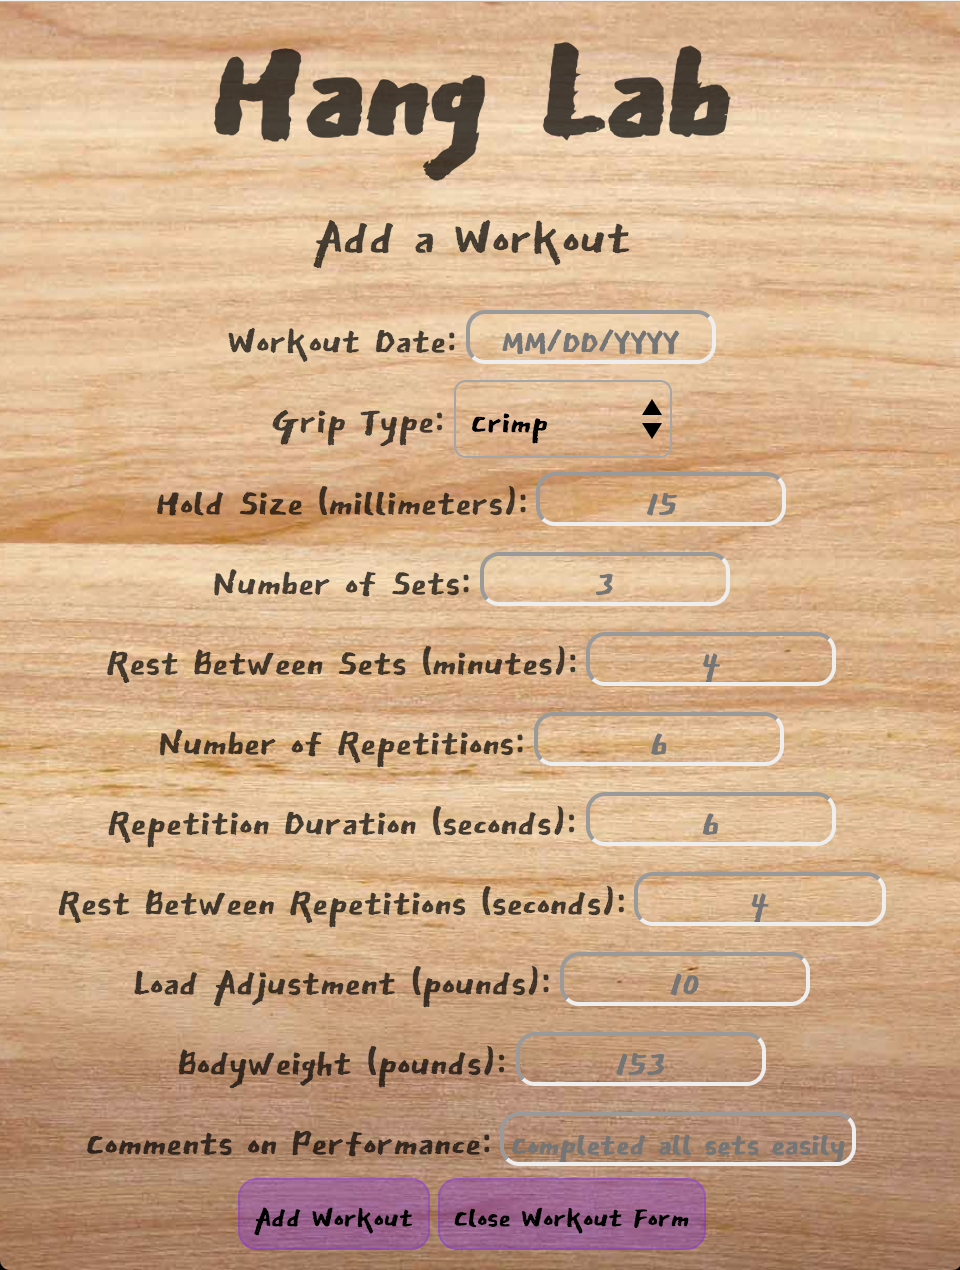 Hang Lab
Add a Workout
Workout Date: MM/DD/YYYY
Grip Type: Crimp
Hold Size (millimeters): 15
Number of Sets: 3
Rest Between Sets (minutes): 4
Number of Repetitions: 6
Repetition Duration (seconds): 6
Rest Between Repetitions (seconds): 4
Load Adjustment (pounds): 10
Bodyweight (pounds): 153
Comments on Performance: Completed all sets easily
Add Workout Close Workout Form